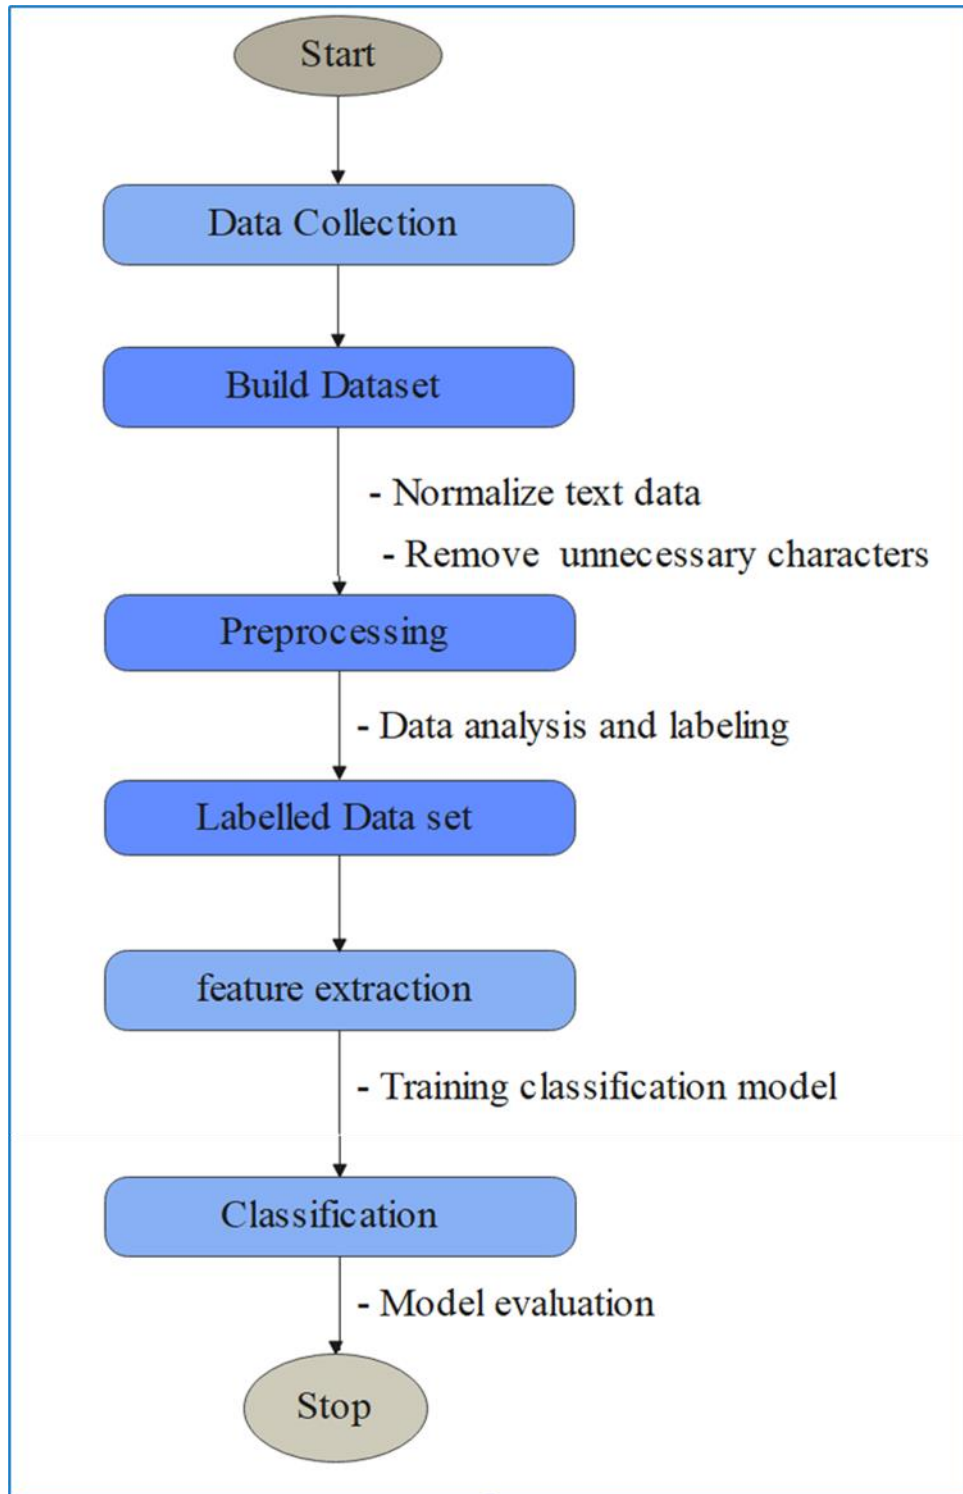 Start
Data Collection
Build Dataset
- Normalize text data
- Remove unnecessary characters
Preprocessing
- Data analysis and labeling
Labelled Data set
feature extraction
- Training classification model
Classification
- Model evaluation
Stop